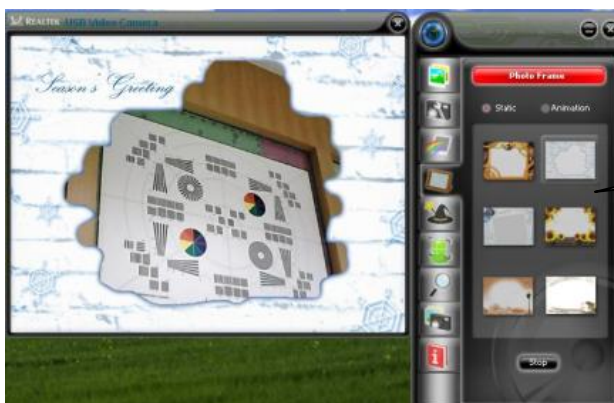 REALTEK USB Video Camera
Season's Greeting
Photo Frame
Static
Animation
Stop